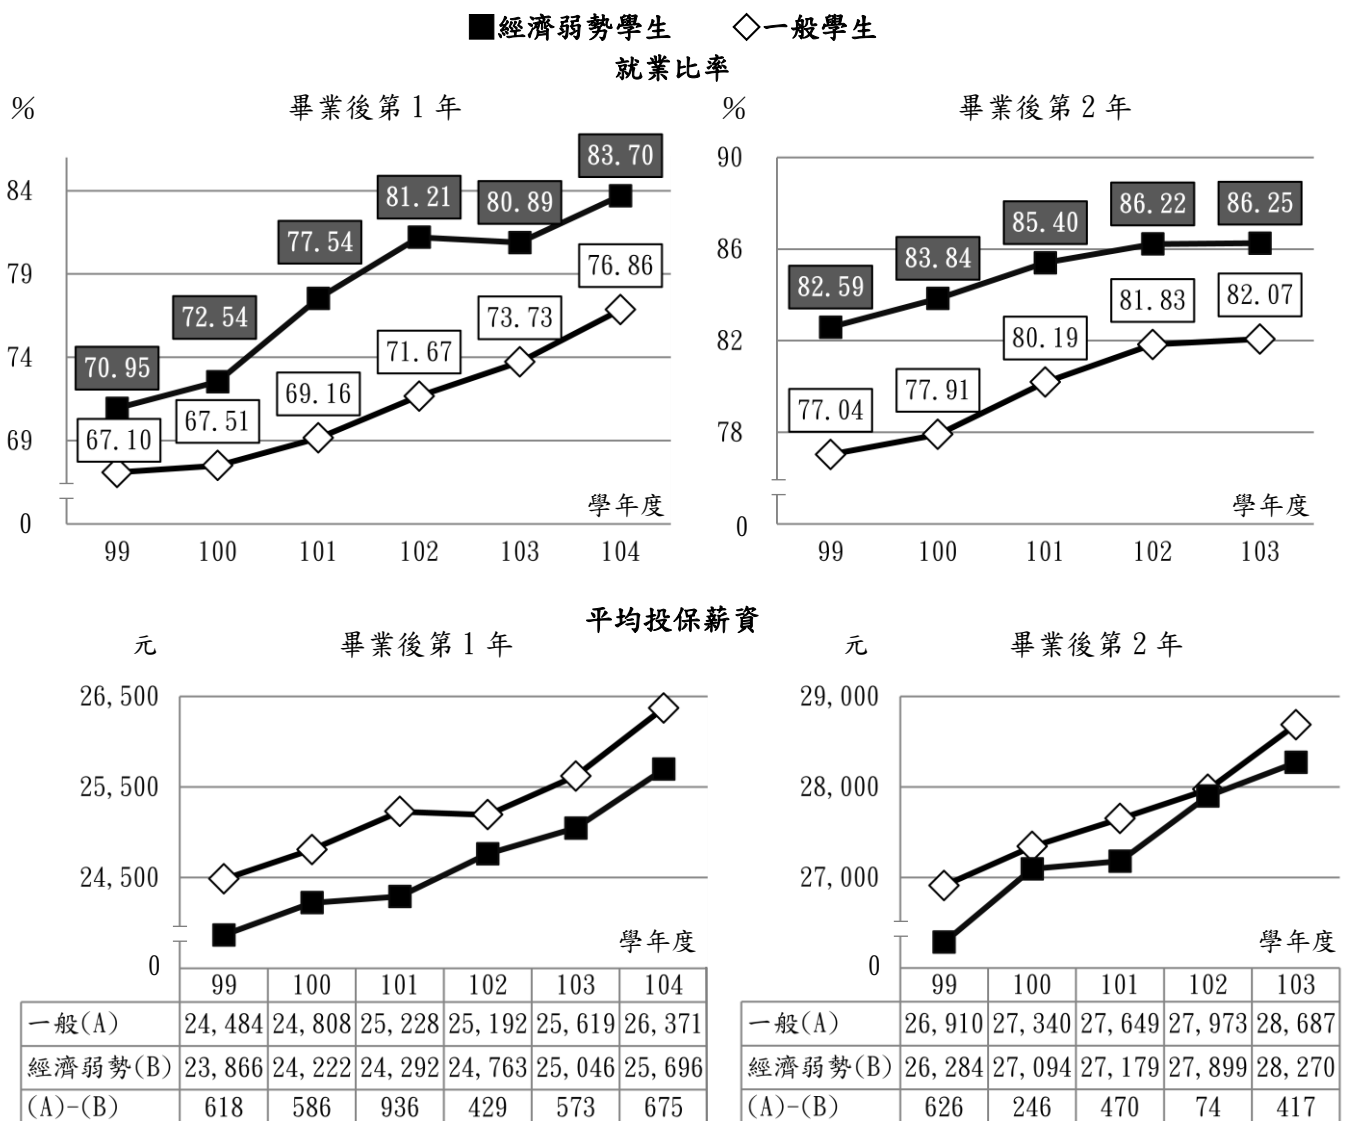 ■經濟弱勢學生 ◇一般學生
就業比率
% 畢業後第1年
84
79
74
69
0
70.95
72.54
77.54
81.21
80.89
83.70
67.10
67.51
69.16
71.67
73.73
76.86
學年度
99 100 101 102 103 104
% 畢業後第2年
90
86
82
78
0
82.59
83.84
85.40
86.22
86.25
77.04
77.91
80.19
81.83
82.07
學年度
99 100 101 102 103
平均投保薪資
元 畢業後第1年
26,500
25,500
24,500
0
學年度
99 100 101 102 103 104
一般(A) 24,484 24,808 25,228 25,192 25,619 26,371
經濟弱勢(B) 23,866 24,222 24,292 24,763 25,046 25,696
(A)-(B) 618 586 936 429 573 675
元 畢業後第2年
29,000
28,000
27,000
0
學年度
99 100 101 102 103
一般(A) 26,910 27,340 27,649 27,973 28,687
經濟弱勢(B) 26,284 27,094 27,179 27,899 28,270
(A)-(B) 626 246 470 74 417